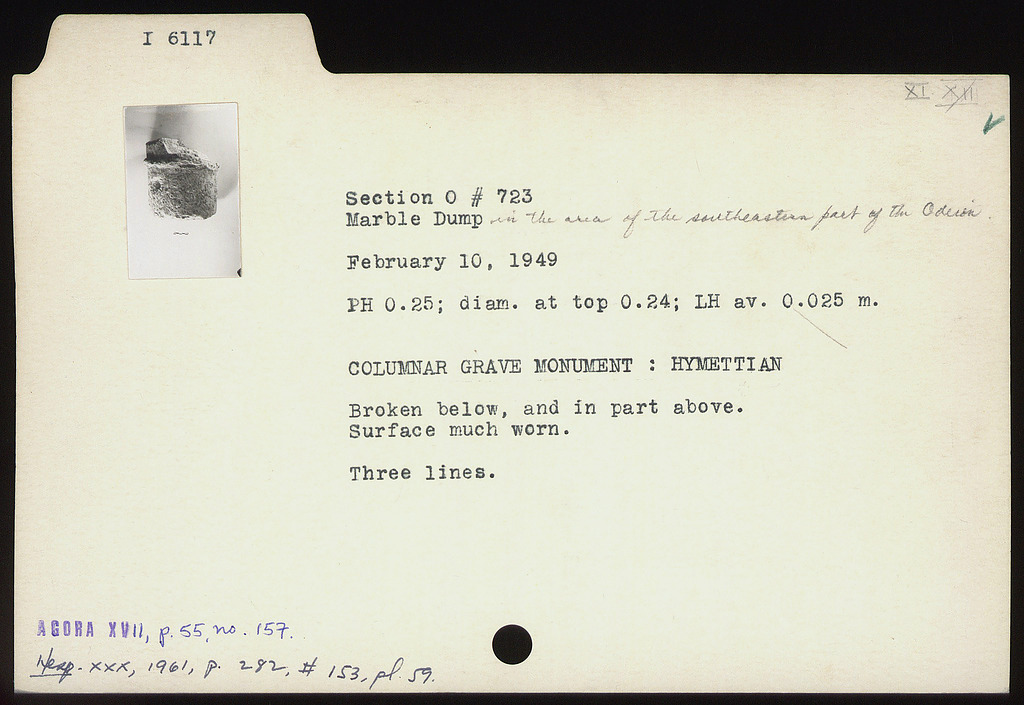 I 6117
XI XII
Section O # 723
Marble Dump in the area of the southeastern part of the Odeion.
February 10, 1949
PH 0.25; diam. at top 0.24; LH av. 0.025 m.
COLUMNAR GRAVE MONUMENT : HYMETTIAN
Broken below, and in part above.
Surface much worn.
Three lines.
AGORA XVII, p. 55, no. 157.
Hesp. XXX, 1961, p. 282, # 153, pl. 59.